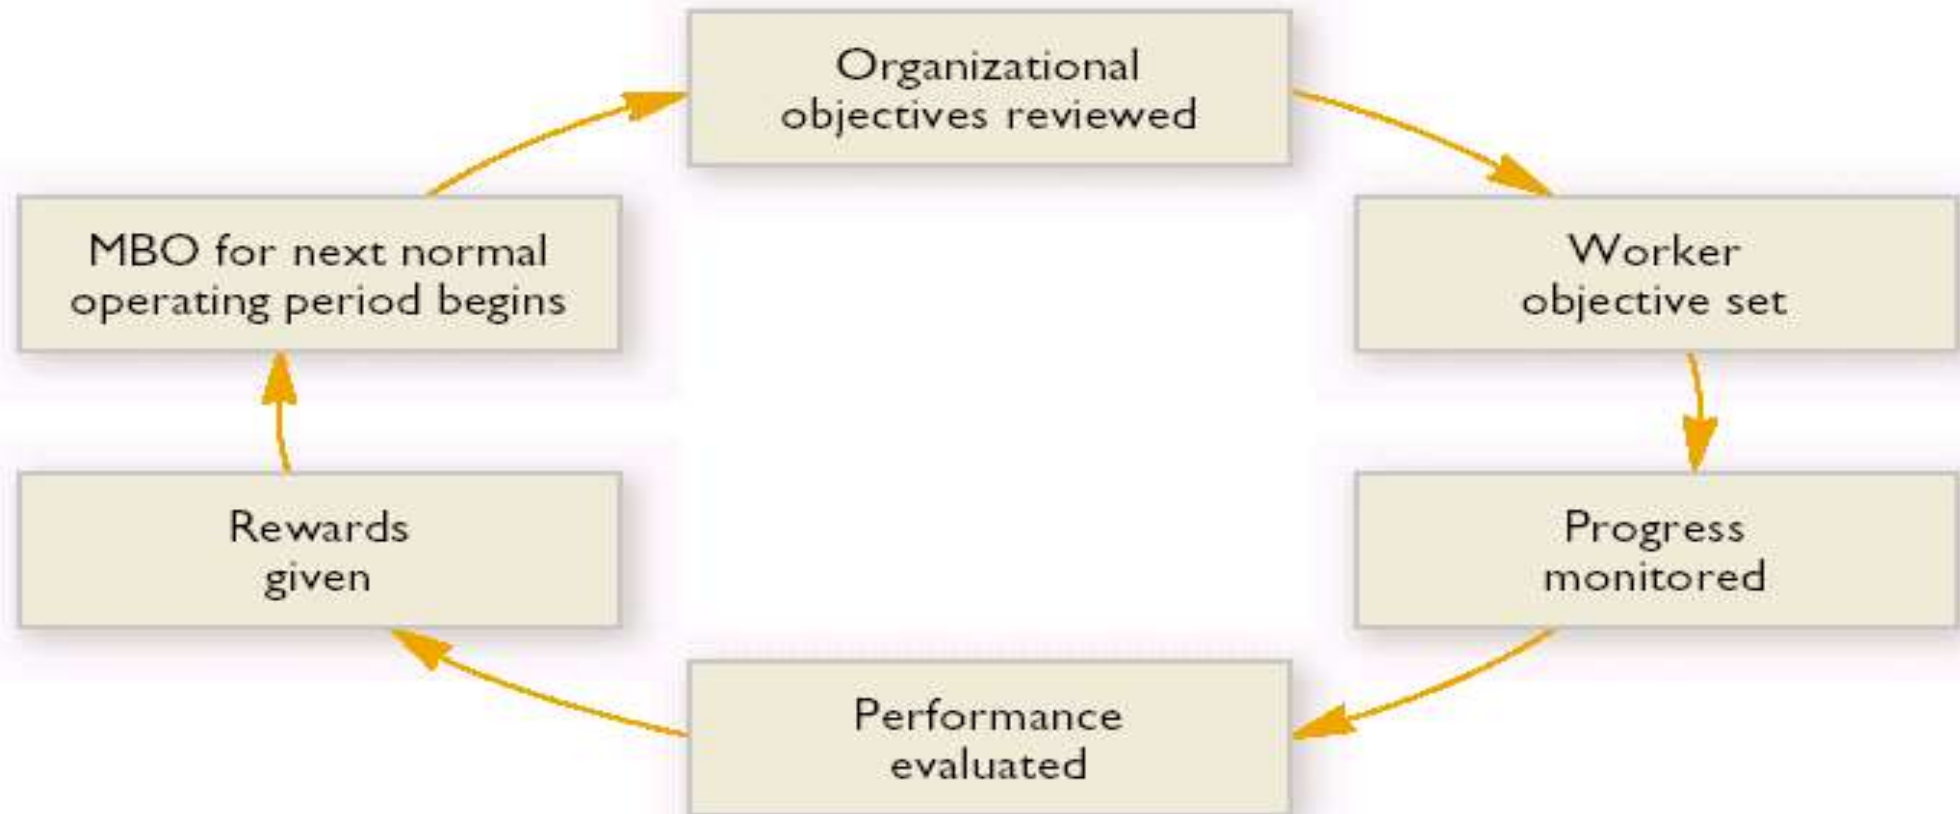 Organizational
objectives reviewed
Worker
objective set
Progress
monitored
Performance
evaluated
Rewards
given
MBO for next normal
operating period begins